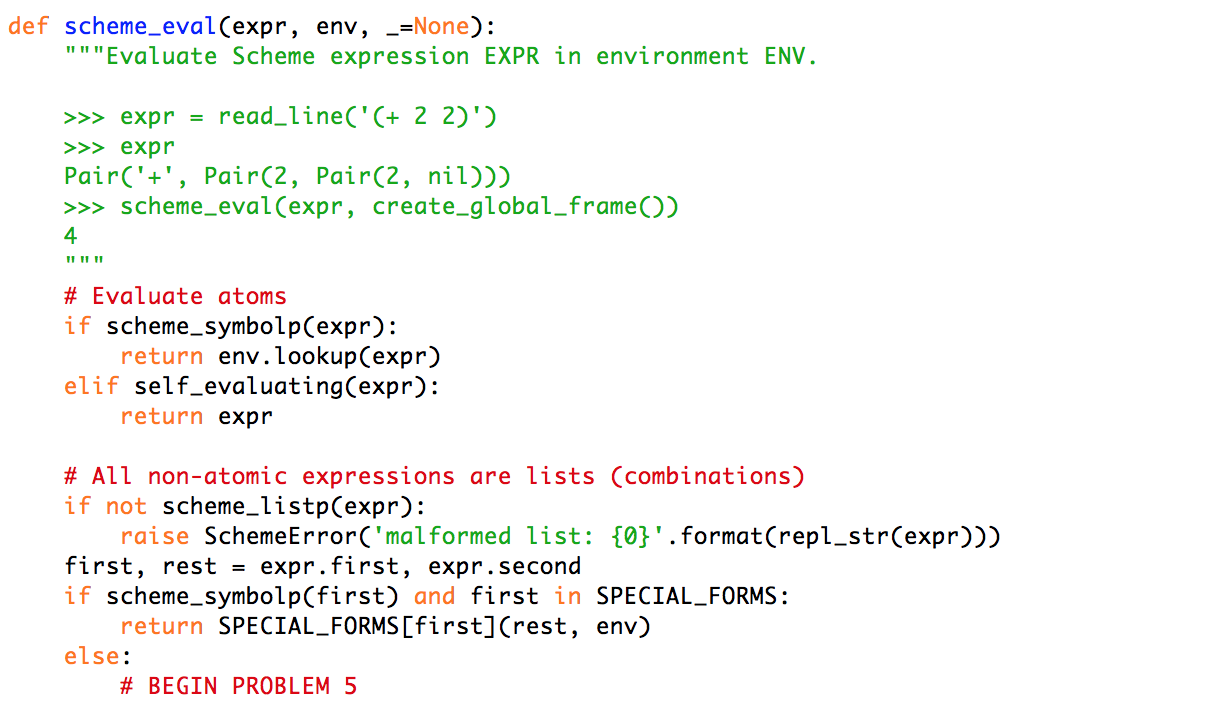 def scheme_eval(expr, env, _=None):
    """Evaluate Scheme expression EXPR in environment ENV.

    >>> expr = read_line('(+ 2 2)')
    >>> expr
    Pair('+', Pair(2, Pair(2, nil)))
    >>> scheme_eval(expr, create_global_frame())
    4
    """
    # Evaluate atoms
    if scheme_symbolp(expr):
        return env.lookup(expr)
    elif self_evaluating(expr):
        return expr

    # All non-atomic expressions are lists (combinations)
    if not scheme_listp(expr):
        raise SchemeError('malformed list: {0}'.format(repl_str(expr)))
    first, rest = expr.first, expr.second
    if scheme_symbolp(first) and first in SPECIAL_FORMS:
        return SPECIAL_FORMS[first](rest, env)
    else:
        # BEGIN PROBLEM 5